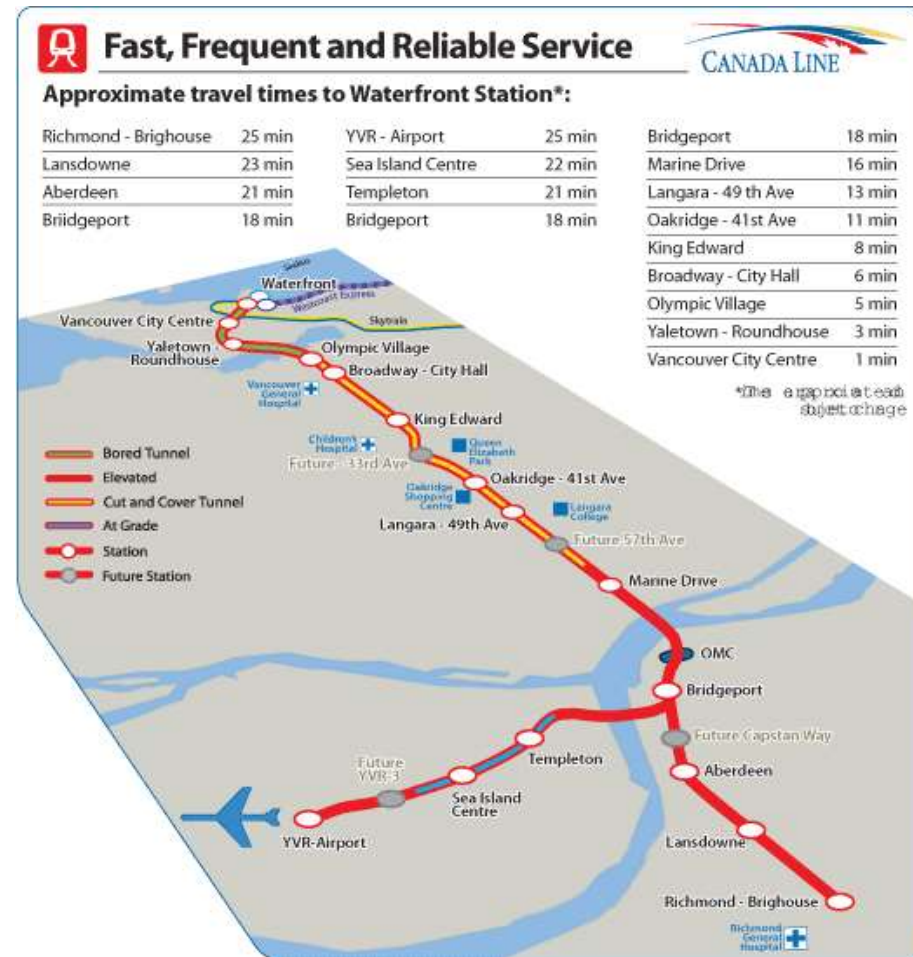 Fast, Frequent and Reliable Service
CANADA LINE
Approximate travel times to Waterfront Station*:
Richmond - Brighouse 25 min
Lansdowne 23 min
Aberdeen 21 min
Briidgeport 18 min
YVR - Airport 25 min
Sea Island Centre 22 min
Templeton 21 min
Bridgeport 18 min
Bridgeport 18 min
Marine Drive 16 min
Langara - 49 th Ave 13 min
Oakridge - 41st Ave 11 min
King Edward 8 min
Broadway - City Hall 6 min
Olympic Village 5 min
Yaletown - Roundhouse 3 min
Vancouver City Centre 1 min
SeaBus
Waterfront
Westcoast Express
Vancouver City Centre
Skytrain
Yaletown -
Roundhouse
Olympic Village
Broadway - City Hall
Vancouver
General
Hospital
King Edward
Children's
Hospital
Future - 33rd Ave
Queen
Elizabeth
Park
Oakridge - 41st Ave
Oakridge
Shopping
Centre
Langara - 49th Ave
Langara
College
Future 57th Ave
Bored Tunnel
Elevated
Cut and Cover Tunnel
At Grade
Station
Future Station
Marine Drive
OMC
Bridgeport
Future Capstan Way
Templeton
Aberdeen
Future
YVR-3
Sea Island
Centre
YVR-Airport
Lansdowne
Richmond - Brighouse
Richmond
General
Hospital